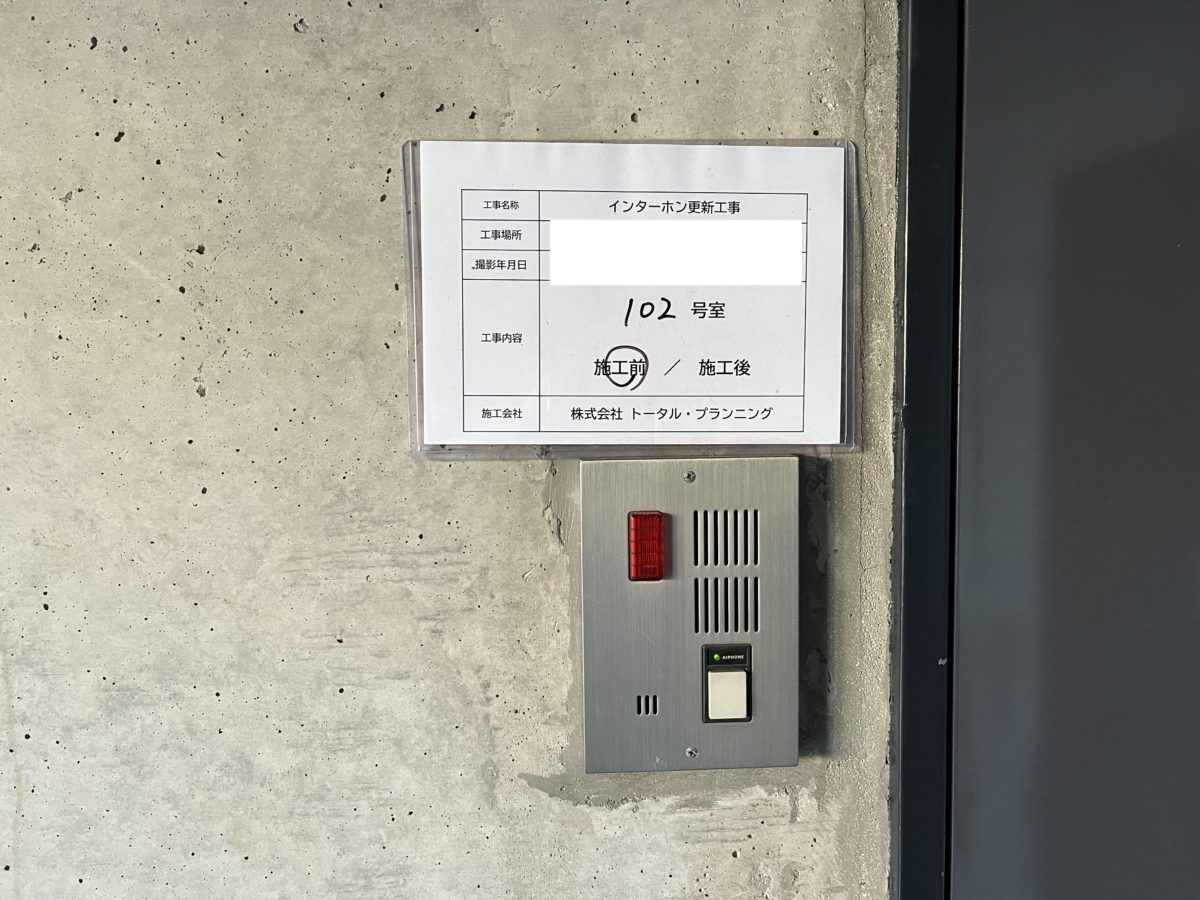 工事名称 インターホン更新工事
工事場所
撮影年月日
102 号室
工事内容
施工前 / 施工後
施工会社 株式会社 トータル・プランニング
AIPHONE